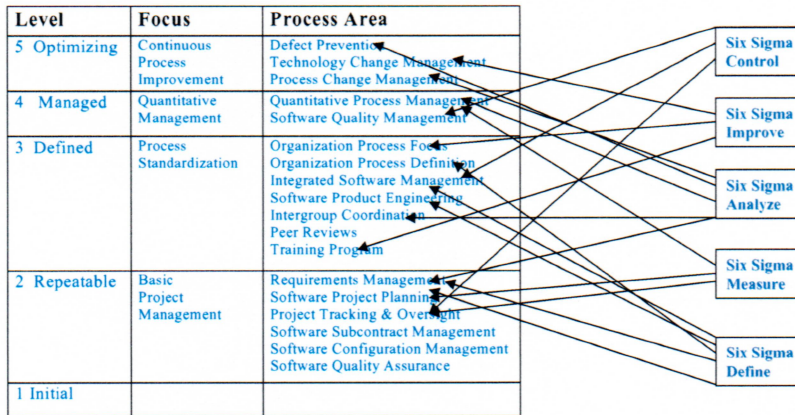 Level Focus Process Area
5 Optimizing Continuous Defect Prevention
Process Technology Change Management
Improvement Process Change Management
4 Managed Quantitative Quantitative Process Management
Management Software Quality Management
3 Defined Process Organization Process Focus
Standardization Organization Process Definition
Integrated Software Management
Software Product Engineering
Intergroup Coordination
Peer Reviews
Training Program
2 Repeatable Basic Requirements Management
Project Software Project Planning
Management Project Tracking & Oversight
Software Subcontract Management
Software Configuration Management
Software Quality Assurance
1 Initial
Six Sigma
Control
Six Sigma
Improve
Six Sigma
Analyze
Six Sigma
Measure
Six Sigma
Define